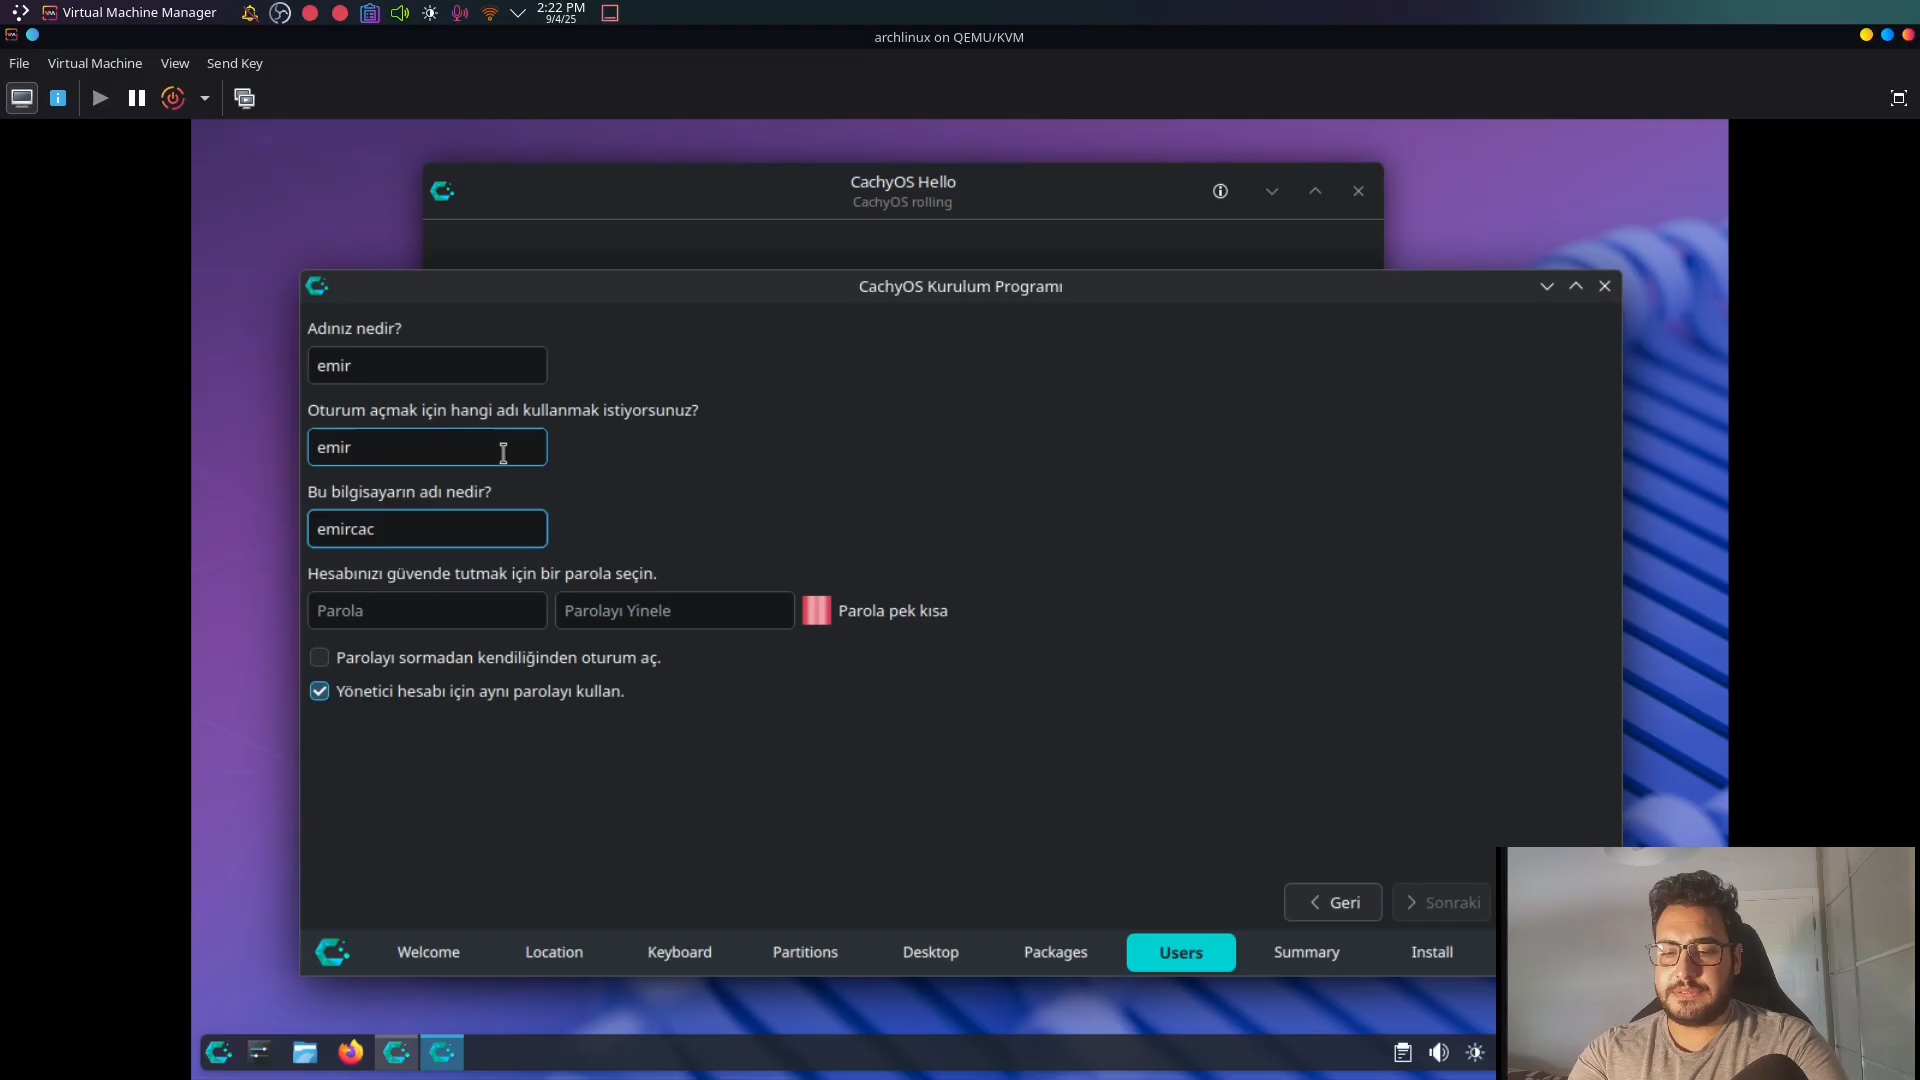 Virtual Machine Manager
2:22 PM
9/4/25
archlinux on QEMU/KVM
File Virtual Machine View Send Key
CachyOS Hello
CachyOS rolling
CachyOS Kurulum Programı
Adınız nedir?
emir
Oturum açmak için hangi adı kullanmak istiyorsunuz?
emir
Bu bilgisayarın adı nedir?
emircac
Hesabınızı güvende tutmak için bir parola seçin.
Parola Parolayı Yinele Parola pek kısa
Parolayı sormadan kendiliğinden oturum aç.
Yönetici hesabı için aynı parolayı kullan.
Geri Sonraki
Welcome Location Keyboard Partitions Desktop Packages Users Summary Install